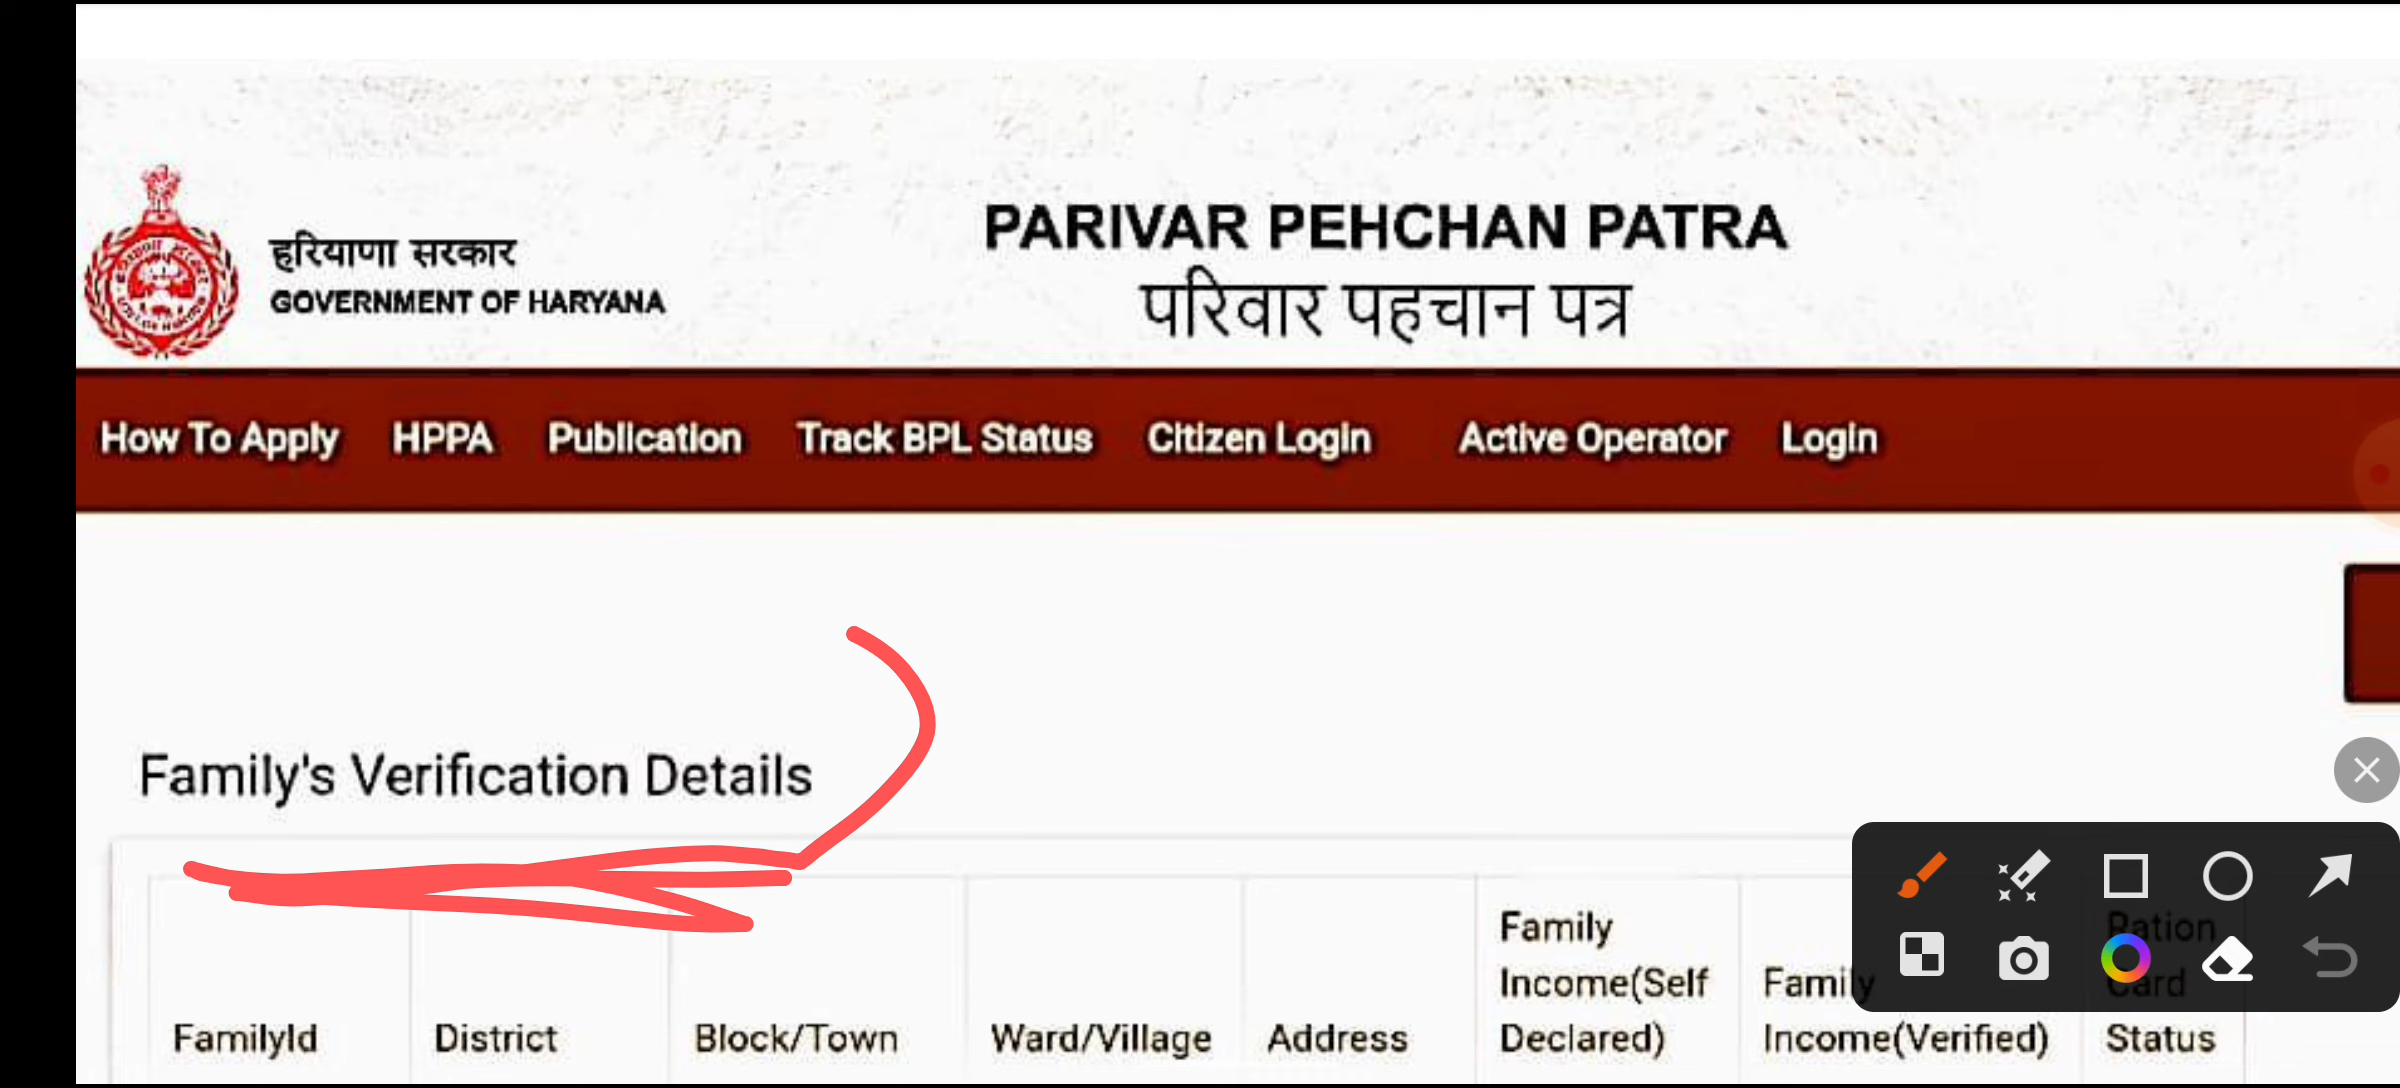 हरियाणा सरकार
GOVERNMENT OF HARYANA
PARIVAR PEHCHAN PATRA
परिवार पहचान पत्र
How To Apply HPPA Publication Track BPL Status Citizen Login Active Operator Login
Family's Verification Details
FamilyId
District
Block/Town
Ward/Village
Address
Family
Income(Self
Declared)
Family
Income(Verified)
Ration
Card
Status